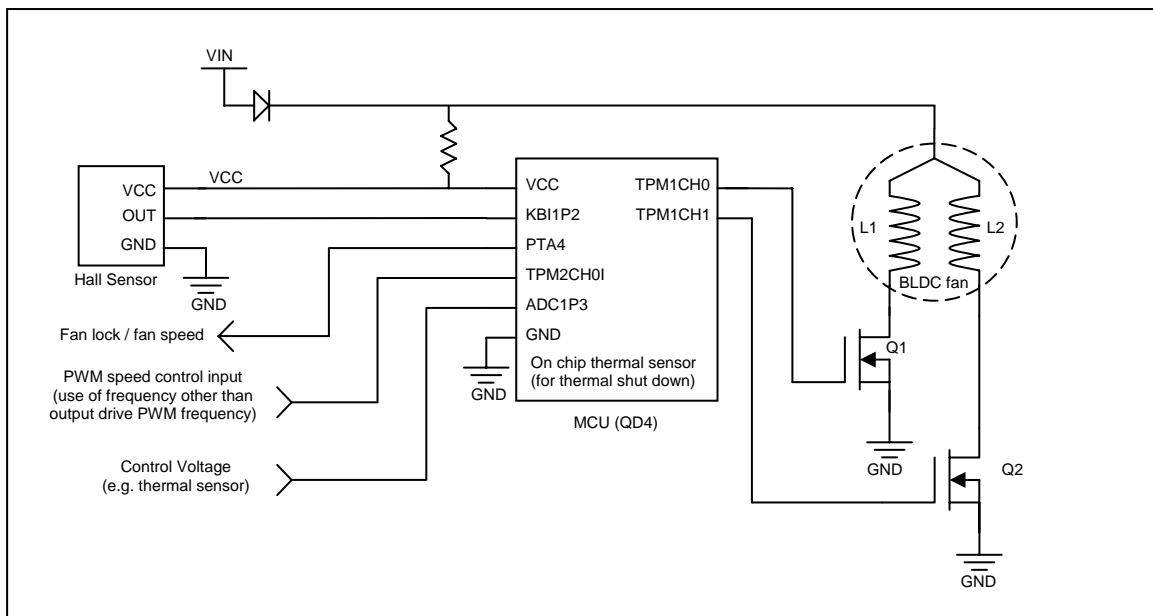 VIN
VCC
OUT
GND
Hall Sensor
VCC
GND
VCC
KBI1P2
PTA4
TPM2CH0I
ADC1P3
GND
TPM1CH0
TPM1CH1
On chip thermal sensor
(for thermal shut down)
MCU (QD4)
GND
Fan lock / fan speed
PWM speed control input
(use of frequency other than
output drive PWM frequency)
Control Voltage
(e.g. thermal sensor)
L1
L2
BLDC fan
Q1
GND
Q2
GND